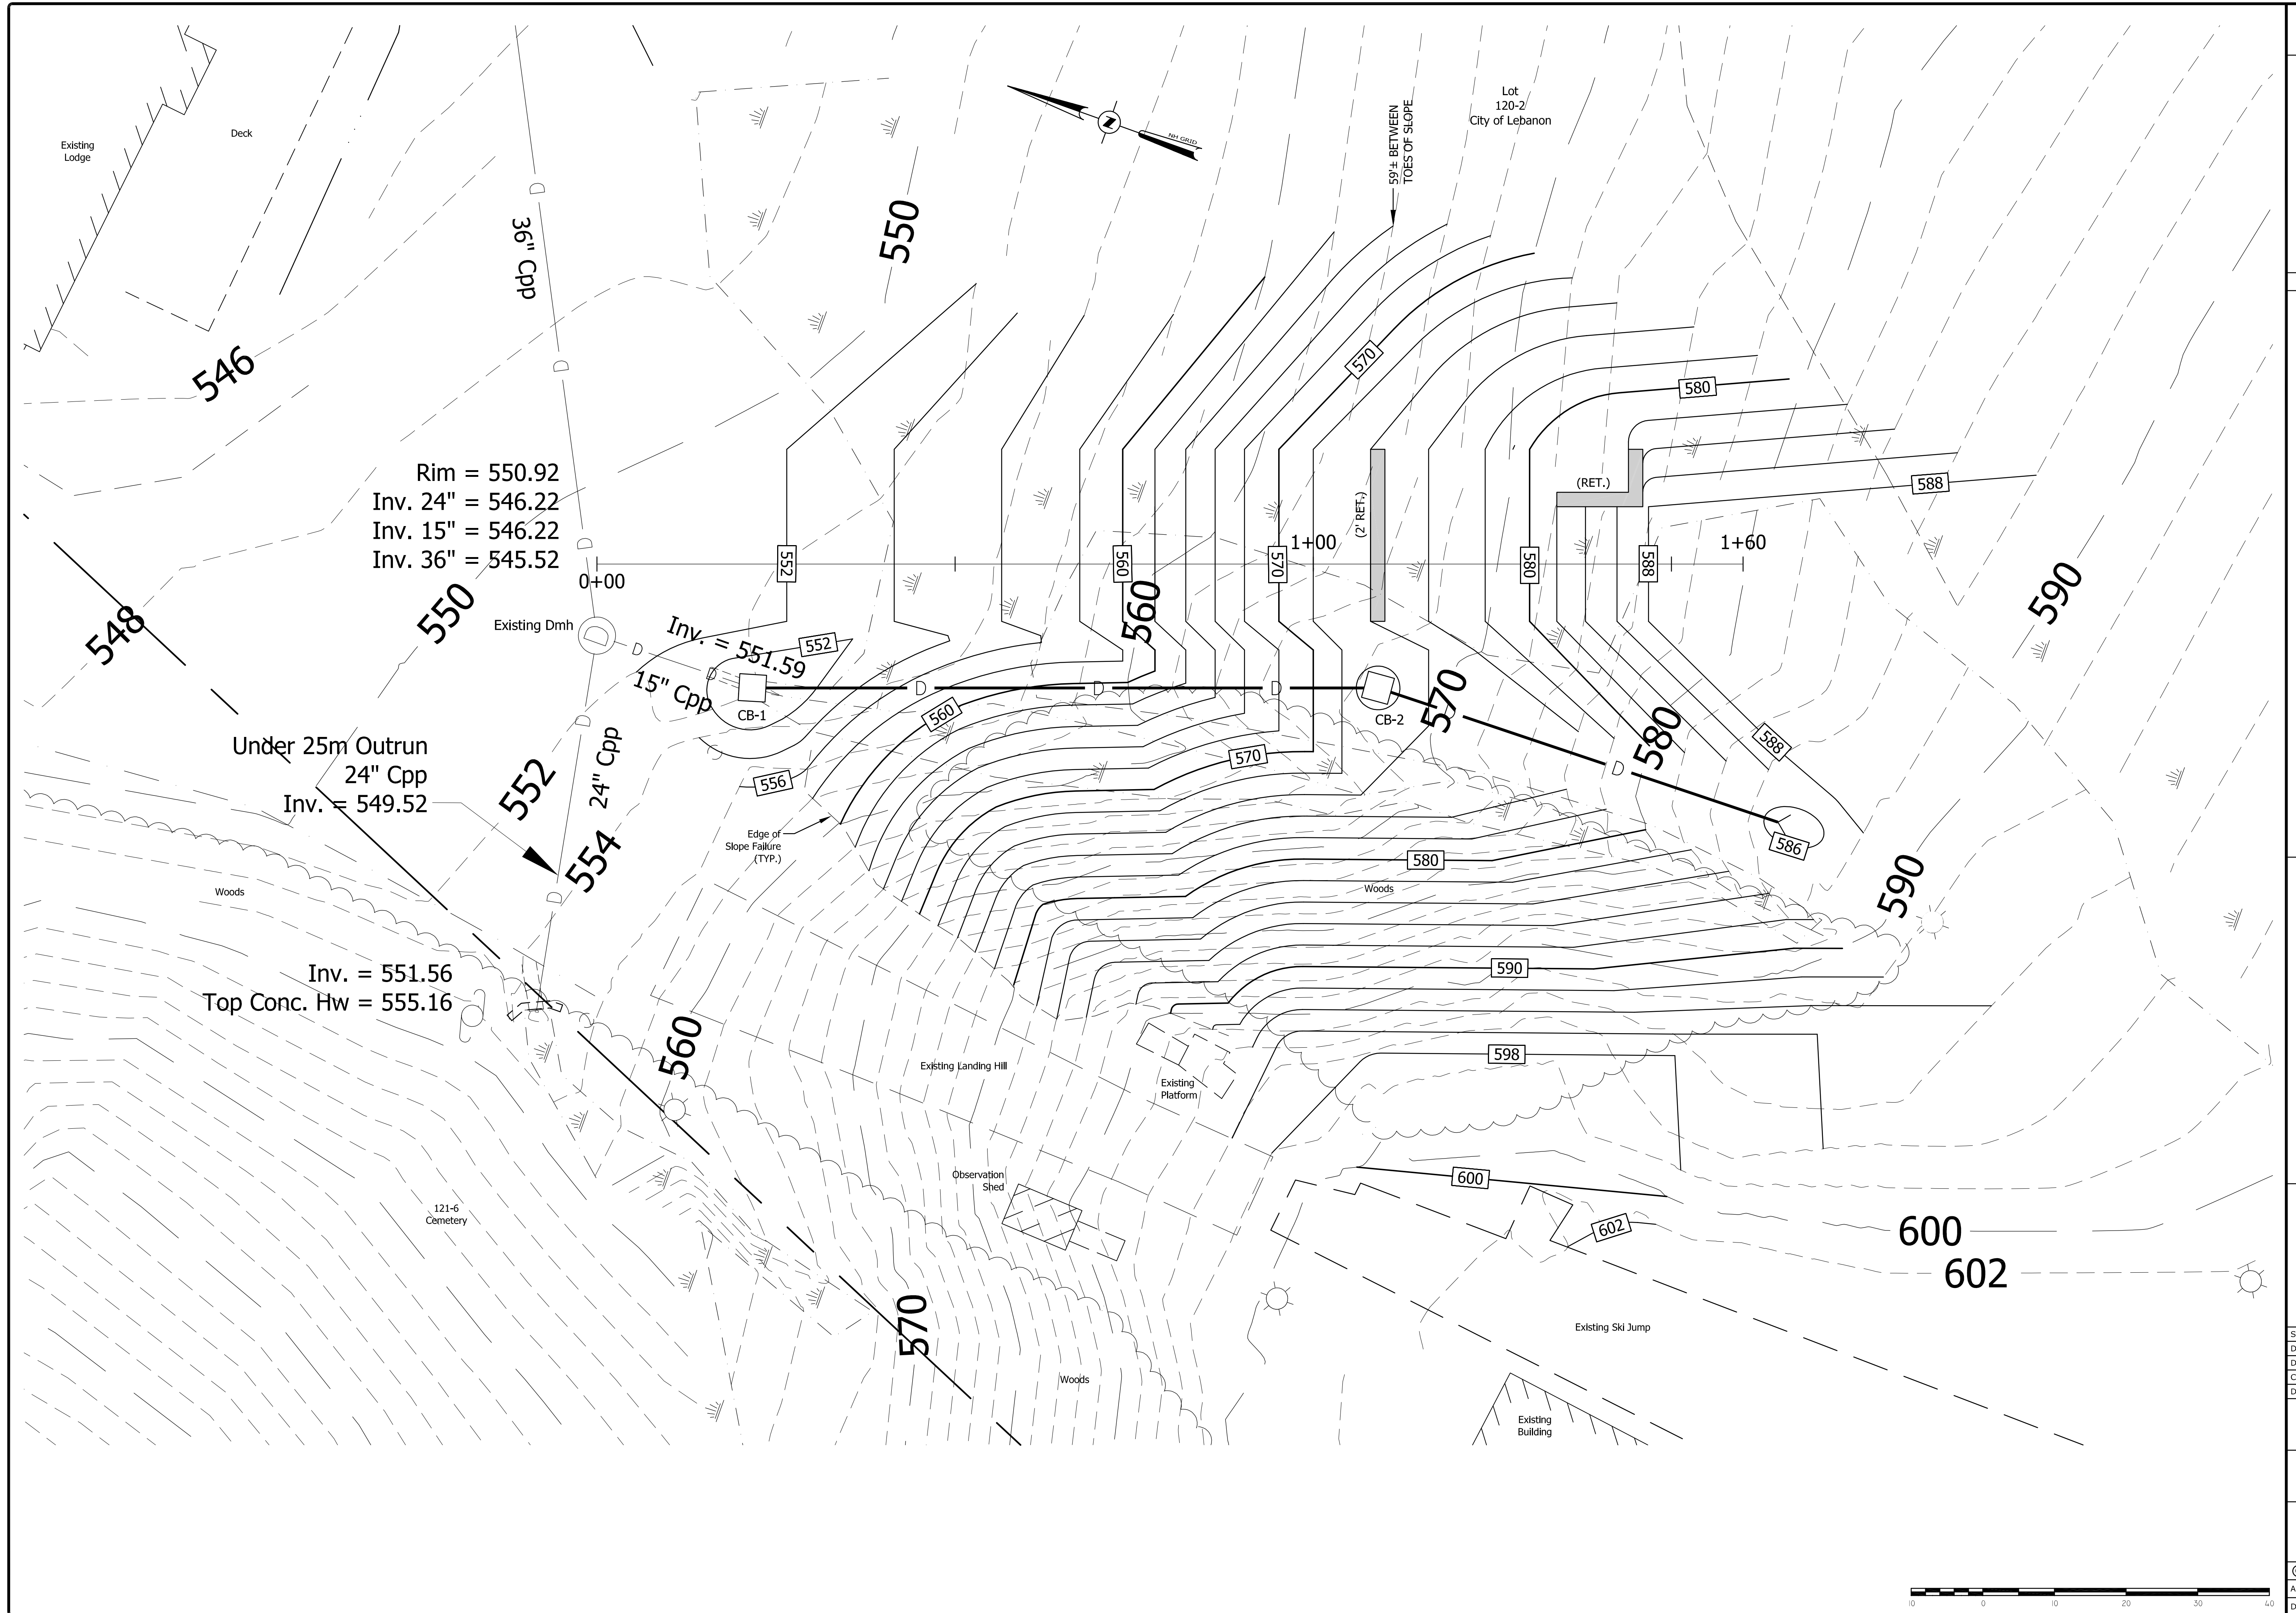 Existing
Lodge
Deck
36" Cpp
550
NH GRID
59'± BETWEEN
TOES OF SLOPE
Lot
120-2
City of Lebanon
546
570
580
Rim = 550.92
Inv. 24" = 546.22
Inv. 15" = 546.22
Inv. 36" = 545.52
(RET.)
588
(2' RET.)
0+00
552
560
570
1+00
580
588
1+60
548
550
Existing Dmh
Inv. = 551.59
15" Cpp
552
560
590
CB-1
560
CB-2
570
580
588
Under 25m Outrun
24" Cpp
Inv. = 549.52
552
24" Cpp
554
556
570
Edge of
Slope Failure
(TYP.)
586
580
Woods
Woods
590
Inv. = 551.56
Top Conc. Hw = 555.16
590
560
Existing Landing Hill
Existing
Platform
598
Observation
Shed
600
121-6
Cemetery
602
600
602
570
Existing Ski Jump
Woods
Existing
Building
S
D
D
C
D
A
D
10 0 10 20 30 40